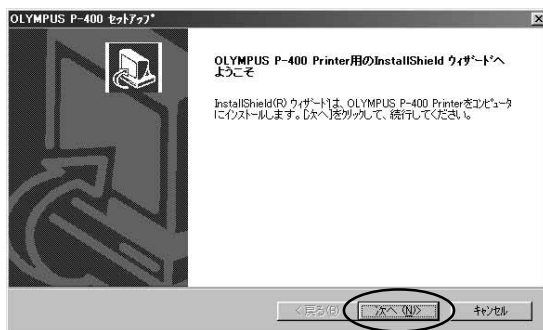 OLYMPUS P-400 ｾｯﾄｱｯﾌﾟ
OLYMPUS P-400 Printer用のInstallShield ｳｨｻﾞｰﾄﾞへ
ようこそ
InstallShield(R) ｳｨｻﾞｰﾄﾞは、OLYMPUS P-400 Printerをｺﾝﾋﾟｭｰﾀ
にｲﾝｽﾄｰﾙします。[次へ]をｸﾘｯｸして、続行してください。
< 戻る(B)
次へ (N)>
ｷｬﾝｾﾙ